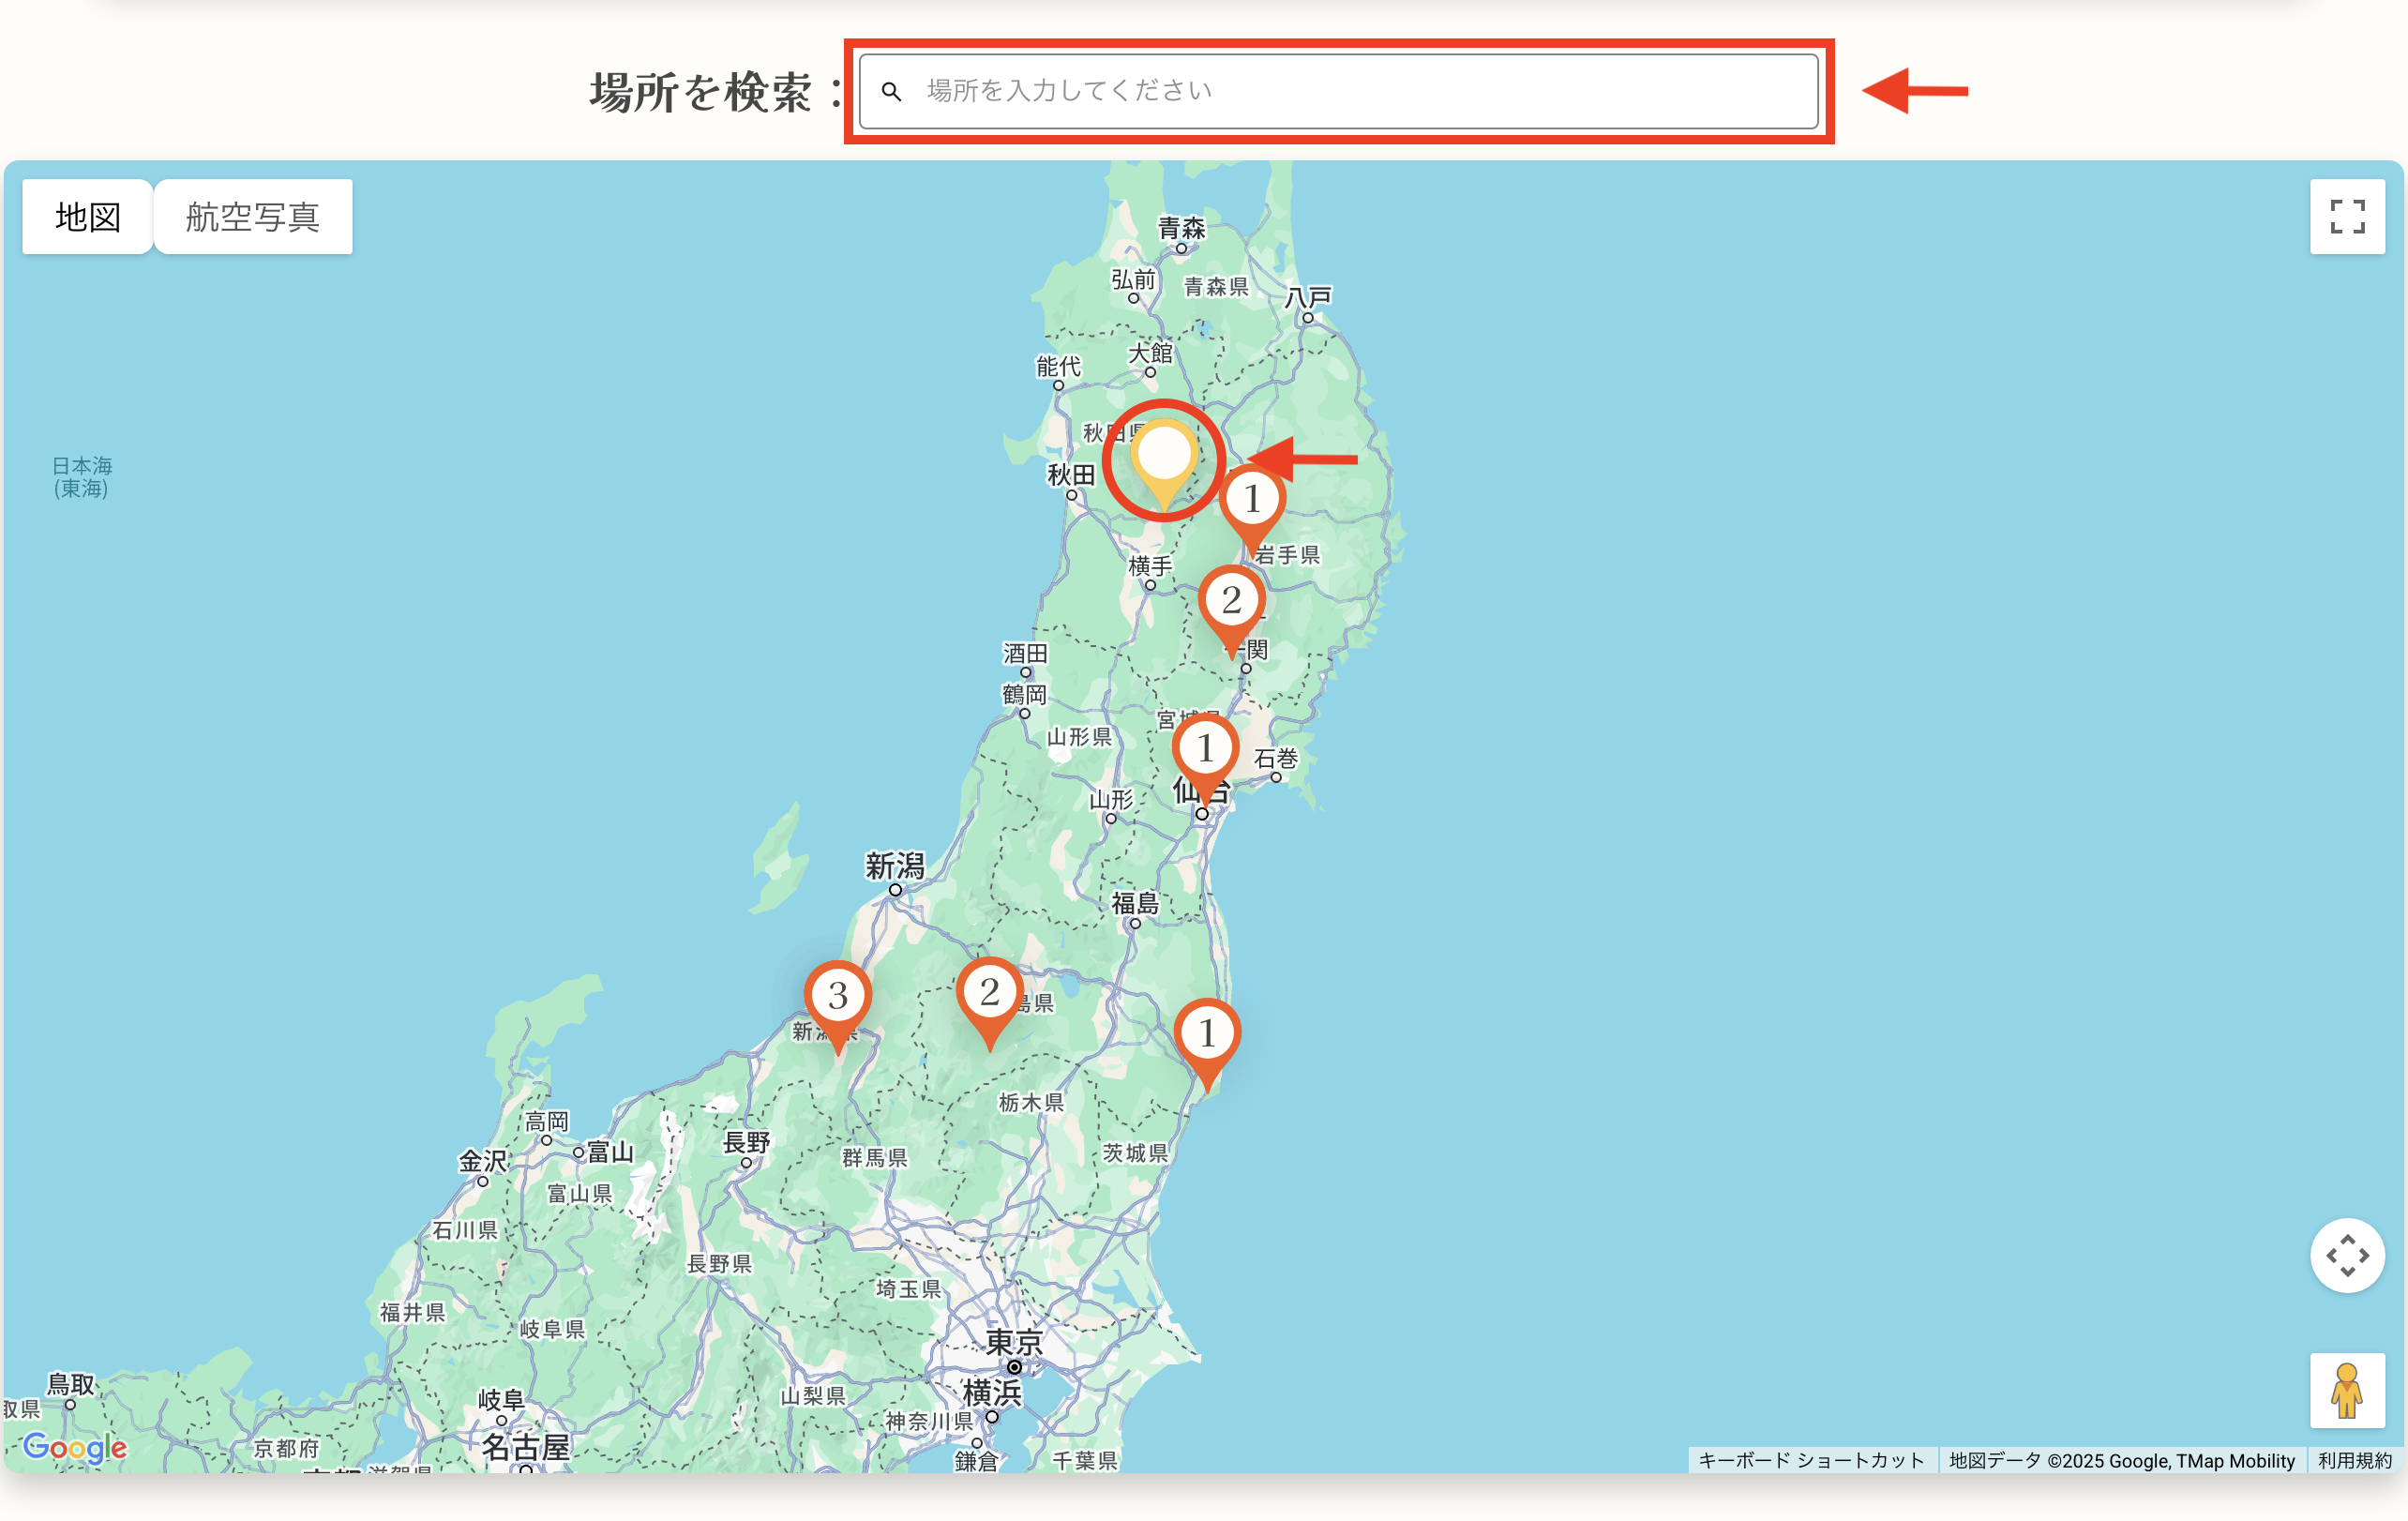 場所を検索：
場所を入力してください
地図
航空写真
青森
弘前
青森県
八戸
大館
能代
秋田県
日本海
(東海)
秋田
1
岩手県
横手
2
一関
酒田
鶴岡
宮城県
山形県
1
石巻
仙台
山形
新潟
福島
3
2
島県
新潟県
1
栃木県
高岡
富山
長野
金沢
群馬県
茨城県
富山県
石川県
長野県
埼玉県
福井県
岐阜県
東京
鳥取
横浜
岐阜
山梨県
取県
神奈川県
Google
京都府
名古屋
鎌倉
千葉県
滋賀県
キーボード ショートカット
地図データ ©2025 Google, TMap Mobility
利用規約